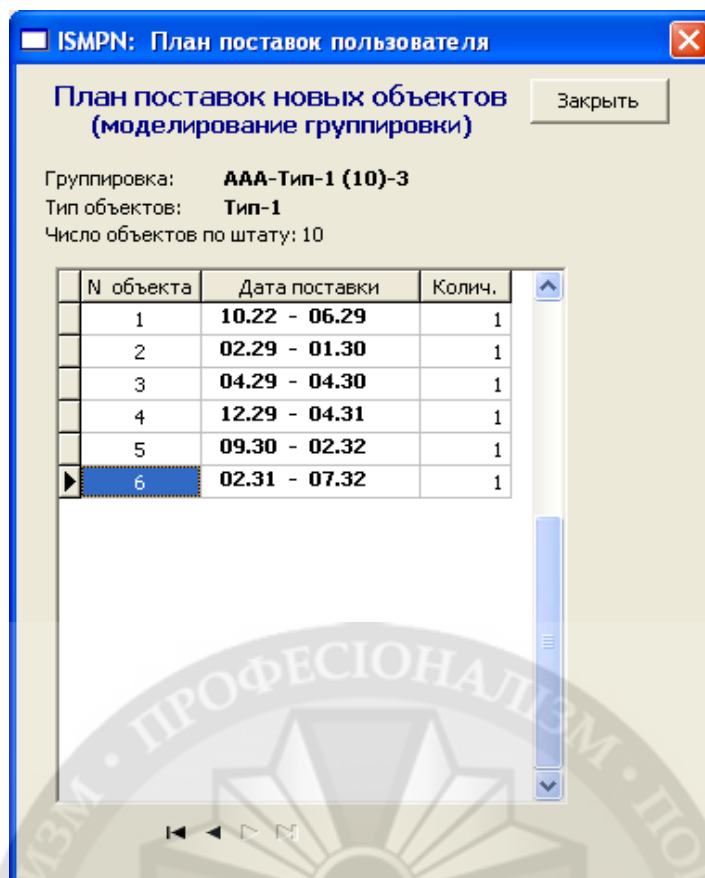 ISMPN: План поставок пользователя
План поставок новых объектов
(моделирование группировки)
Закрыть
Группировка: ААА-Тип-1 (10)-3
Тип объектов: Тип-1
Число объектов по штату: 10
N объекта Дата поставки Колич.
1 10.22 - 06.29 1
2 02.29 - 01.30 1
3 04.29 - 04.30 1
4 12.29 - 04.31 1
5 09.30 - 02.32 1
6 02.31 - 07.32 1
ПРОФЕСІОНАЛІЗМ